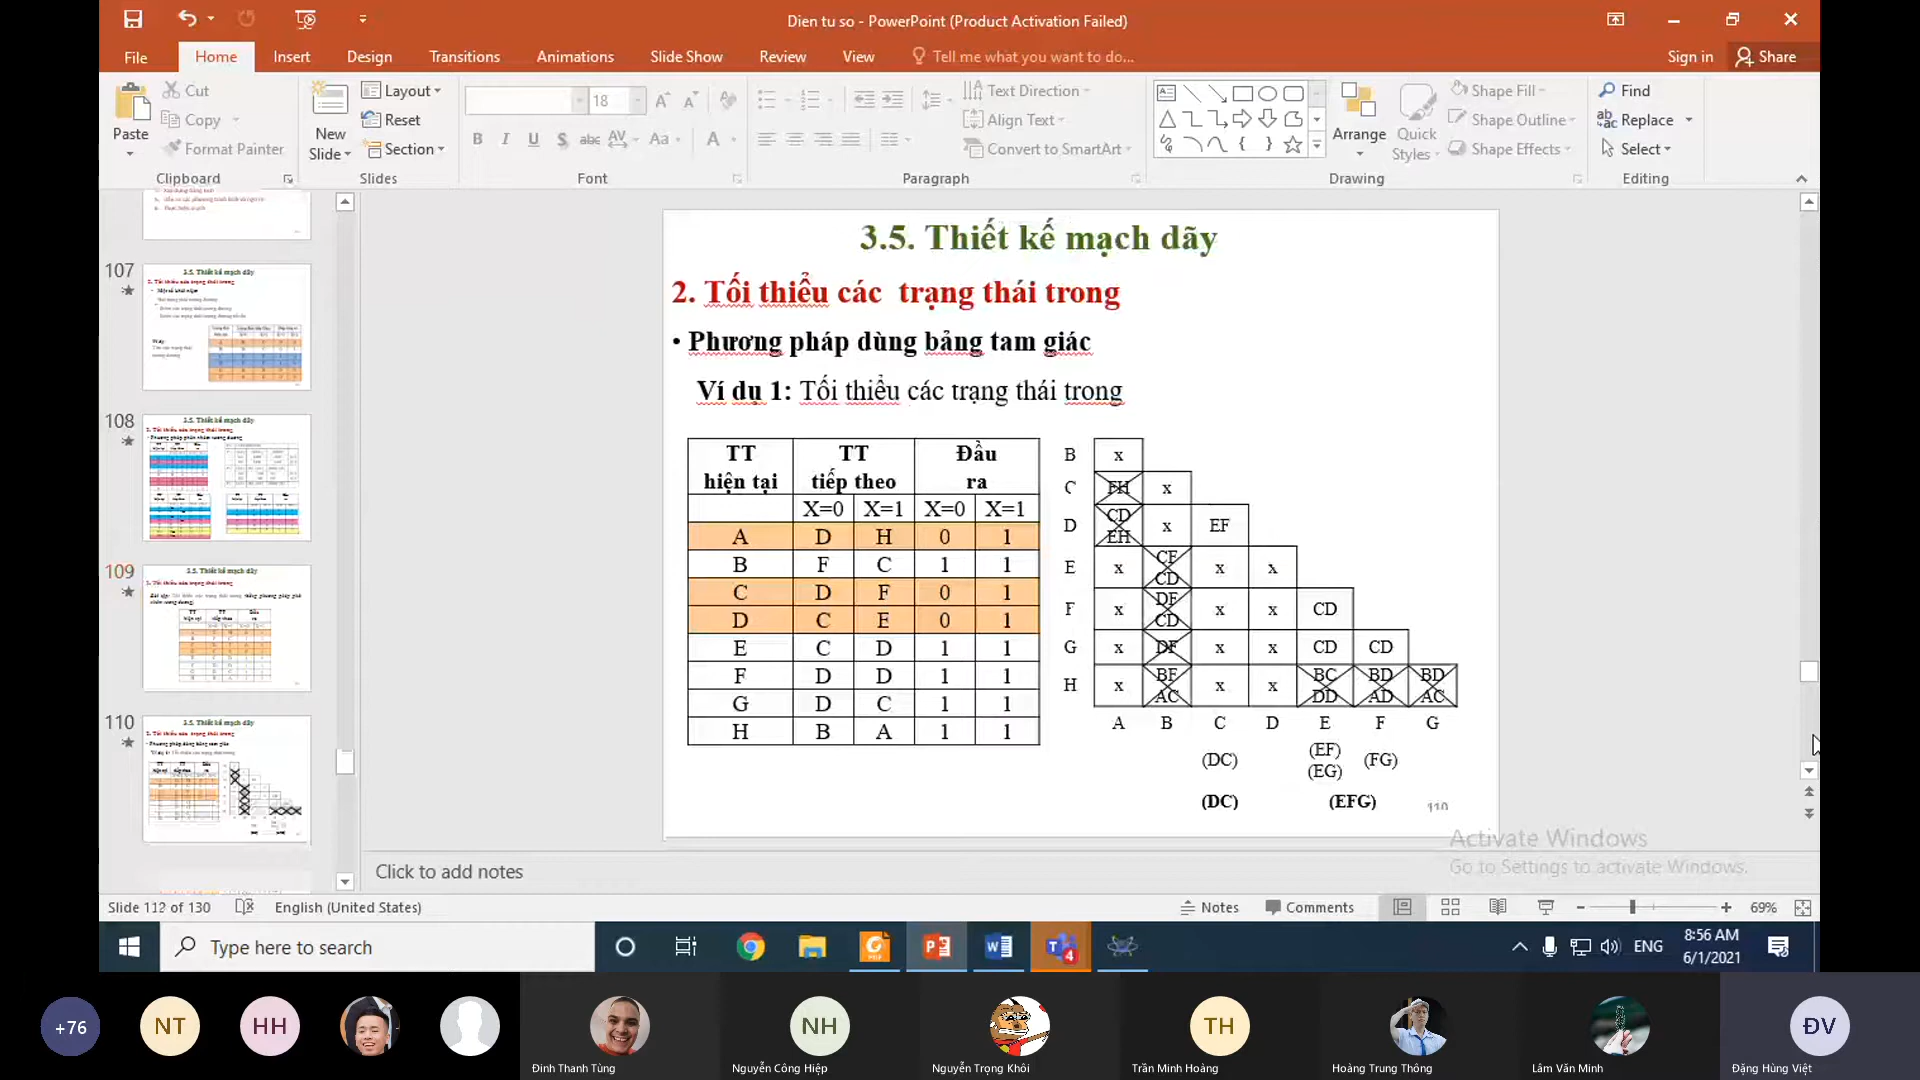 Dien tu so - PowerPoint (Product Activation Failed)
File Home Insert Design Transitions Animations Slide Show Review View Tell me what you want to do... Sign in Share
Paste Cut Copy Format Painter Clipboard
New Slide Layout Reset Section Slides
18 B I U S abc AV Aa A Font
Text Direction Align Text Convert to SmartArt Paragraph
Arrange Quick Styles Shape Fill Shape Outline Shape Effects Drawing
Find Replace Select Editing
107
108
109
110
3.5. Thiết kế mạch dãy
2. Tối thiểu các trạng thái trong
• Phương pháp dùng bảng tam giác
Ví dụ 1: Tối thiểu các trạng thái trong
TT hiện tại TT tiếp theo Đầu ra
X=0 X=1 X=0 X=1
A D H 0 1
B F C 1 1
C D F 0 1
D C E 0 1
E C D 1 1
F D D 1 1
G D C 1 1
H B A 1 1
B x
C FH x
D CD EH x EF
E x CF CD x x
F x DF CD x x CD
G x DF x x CD CD
H x BF AC x x BC DD BD AD BD AC
A B C D E F G
(DC) (EF) (EG) (FG)
(DC) (EFG)
110
Activate Windows
Go to Settings to activate Windows.
Click to add notes
Slide 112 of 130 English (United States) Notes Comments 69%
Type here to search
4
ENG
8:56 AM
6/1/2021
+76 NT HH NH TH ĐV
Đinh Thanh Tùng Nguyễn Công Hiệp Nguyễn Trọng Khôi Trần Minh Hoàng Hoàng Trung Thông Lâm Văn Minh Đặng Hùng Việt